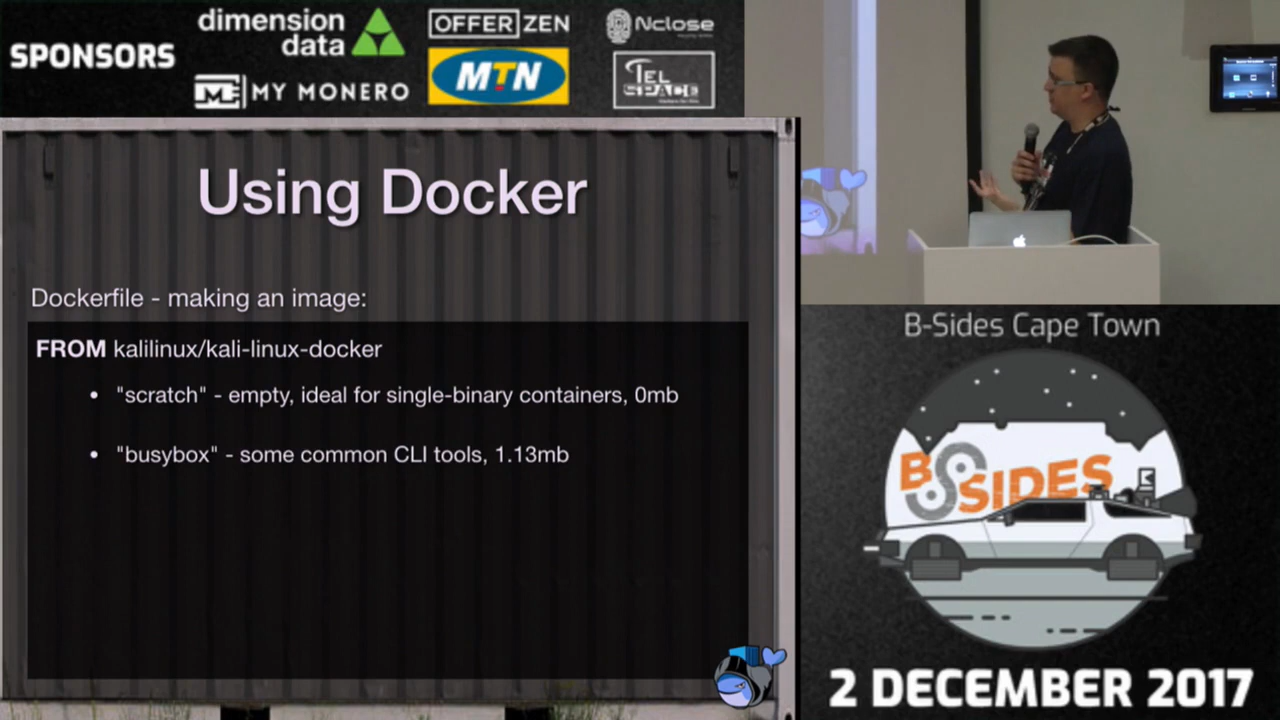 SPONSORS
dimension data
OFFERZEN
Nclose
MY MONERO
MTN
TEL SPACE
Using Docker
Dockerfile - making an image:
FROM kalilinux/kali-linux-docker
• "scratch" - empty, ideal for single-binary containers, 0mb
• "busybox" - some common CLI tools, 1.13mb
B-Sides Cape Town
BSIDES
2 DECEMBER 2017